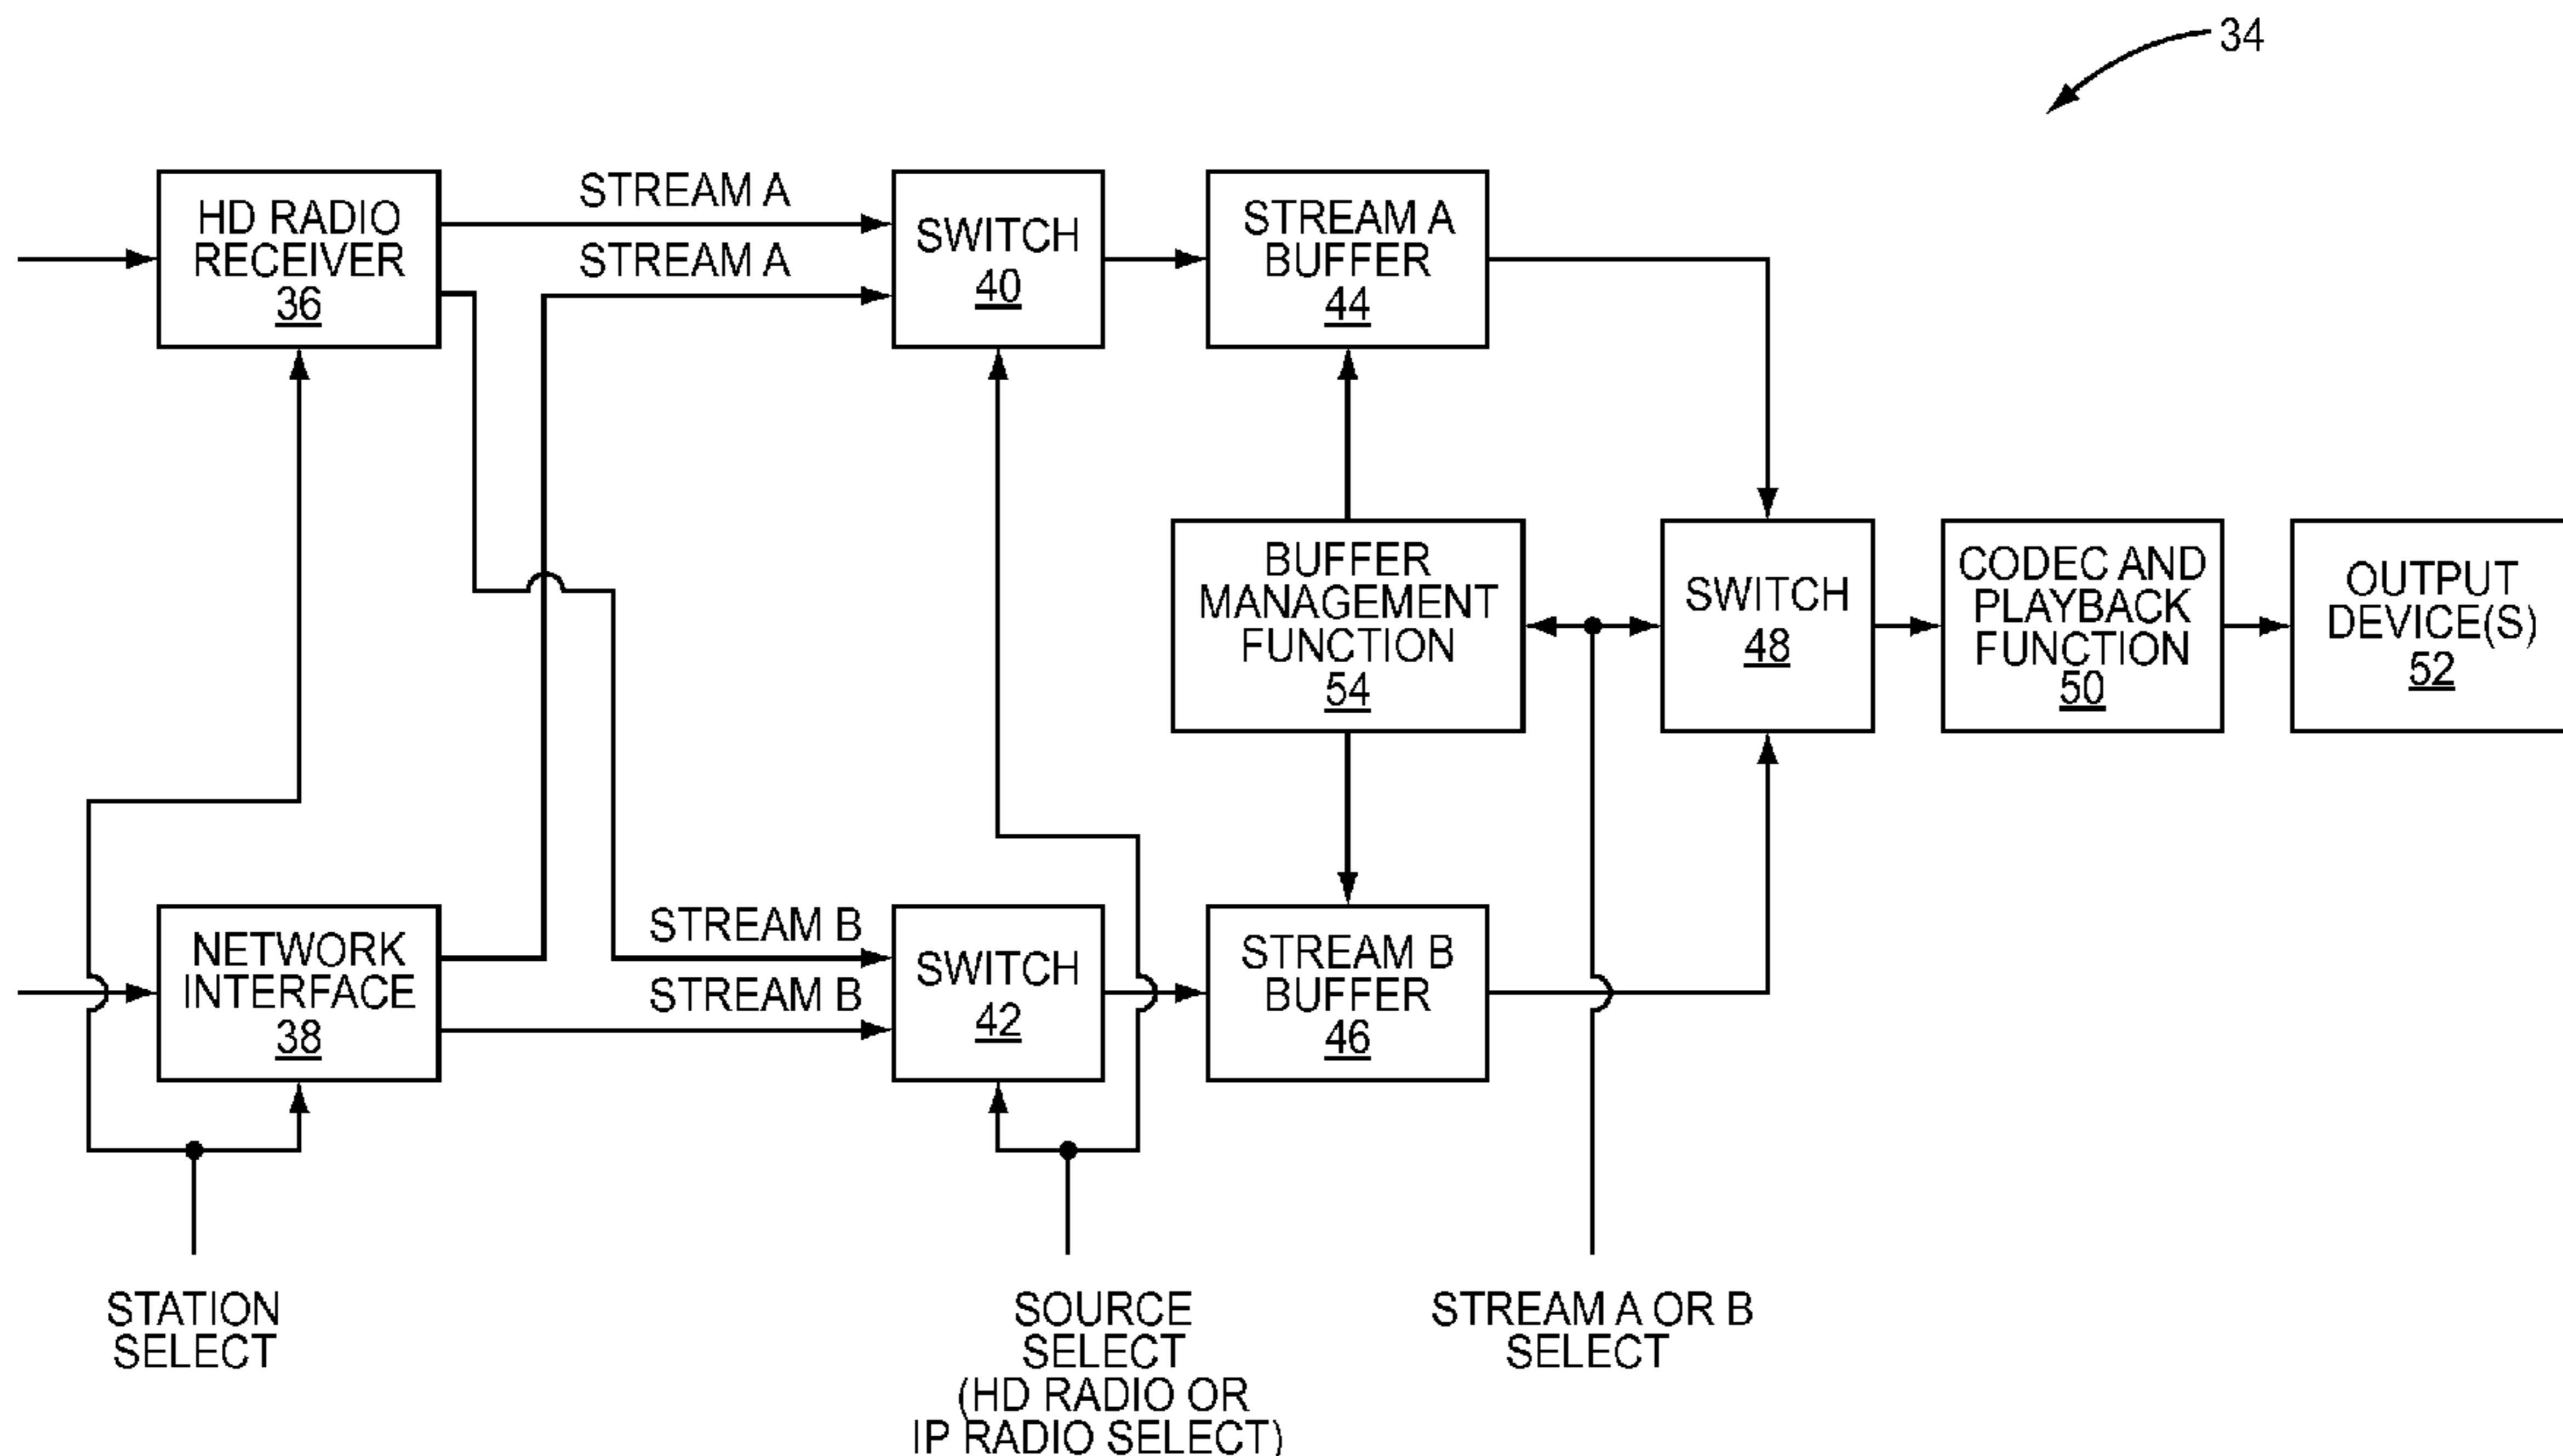 34
HD RADIO
RECEIVER
36
STREAM A
STREAM A
SWITCH
40
STREAM A
BUFFER
44
BUFFER
MANAGEMENT
FUNCTION
54
SWITCH
48
CODEC AND
PLAYBACK
FUNCTION
50
OUTPUT
DEVICE(S)
52
NETWORK
INTERFACE
38
STREAM B
STREAM B
SWITCH
42
STREAM B
BUFFER
46
STATION
SELECT
SOURCE
SELECT
(HD RADIO OR
IP RADIO SELECT)
STREAM A OR B
SELECT